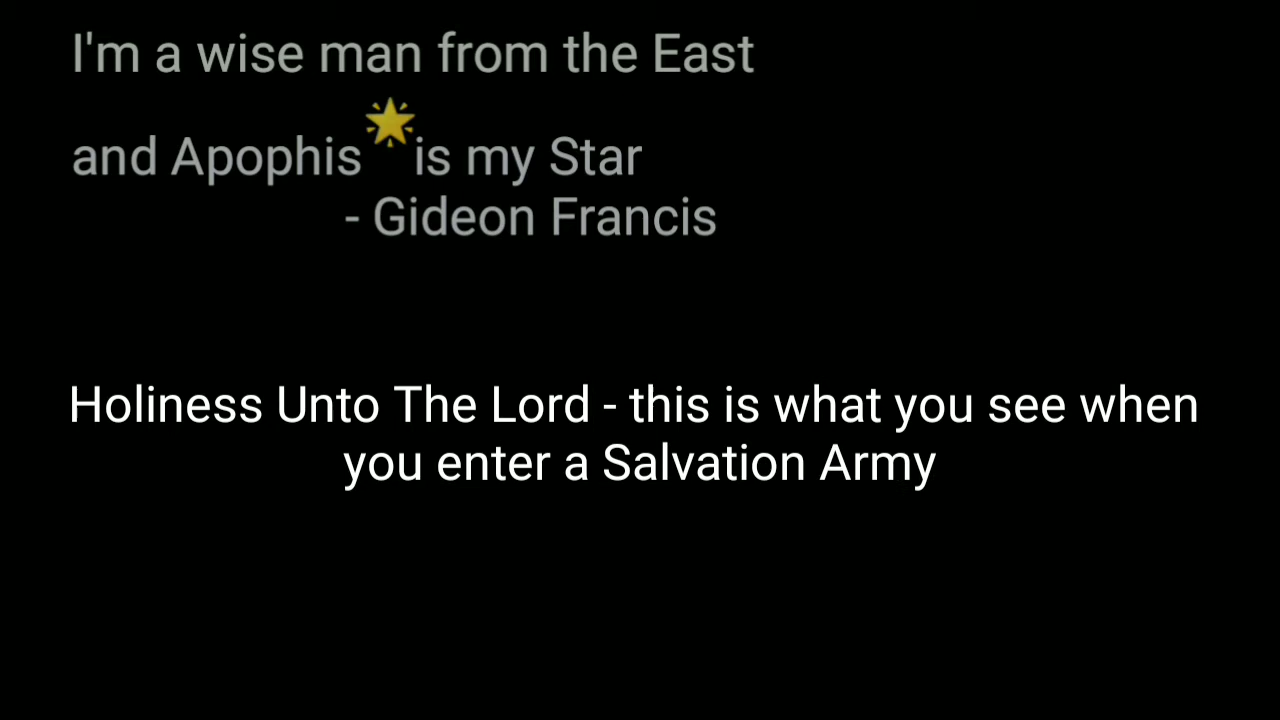 I'm a wise man from the East
and Apophis🌟is my Star
- Gideon Francis
Holiness Unto The Lord - this is what you see when
you enter a Salvation Army